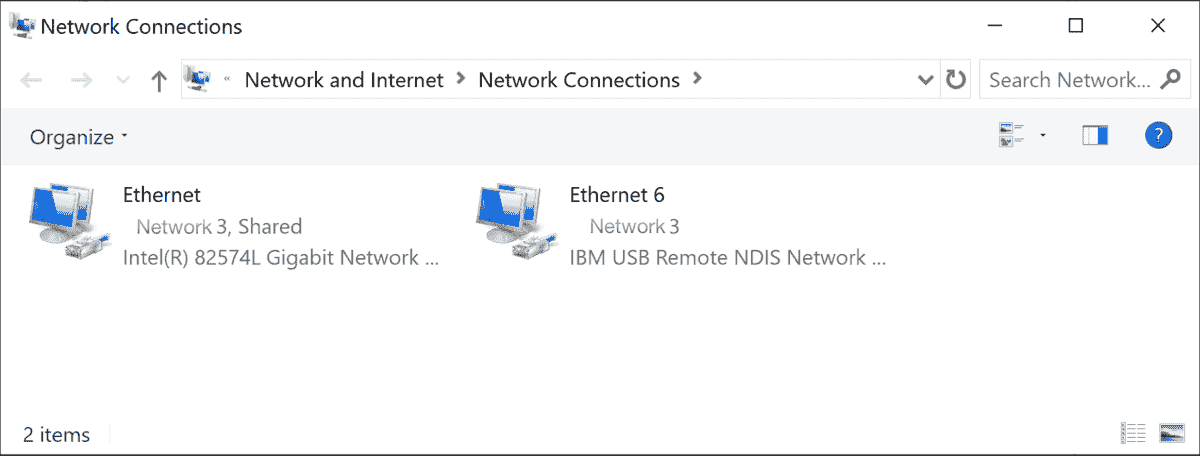 Network Connections
« Network and Internet > Network Connections >
Search Network...
Organize
?
Ethernet
Network 3, Shared
Intel(R) 82574L Gigabit Network ...
Ethernet 6
Network 3
IBM USB Remote NDIS Network ...
2 items